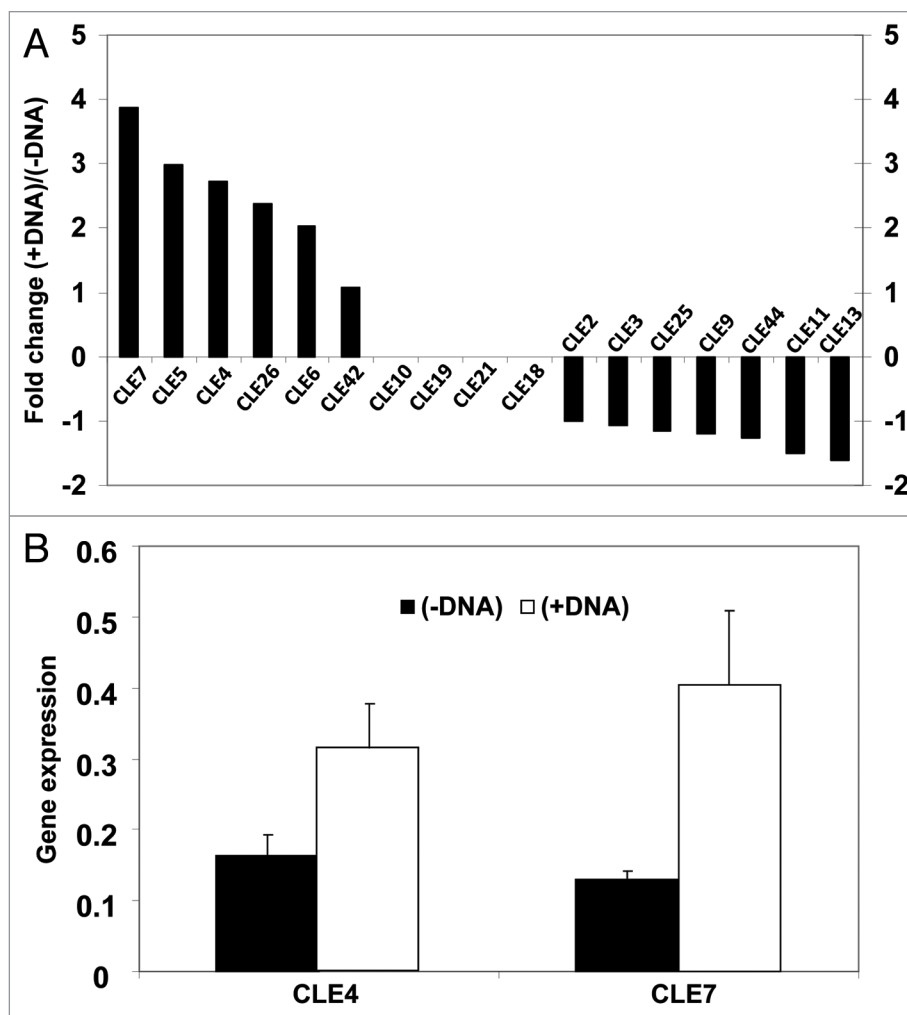 A
Fold change (+DNA)/(-DNA)
5
4
3
2
1
0
-1
-2
5
4
3
2
1
0
-1
-2
CLE7
CLE5
CLE4
CLE26
CLE6
CLE42
CLE10
CLE19
CLE21
CLE18
CLE2
CLE3
CLE25
CLE9
CLE44
CLE11
CLE13
B
Gene expression
0.6
0.5
0.4
0.3
0.2
0.1
0
(-DNA) (+DNA)
CLE4 CLE7